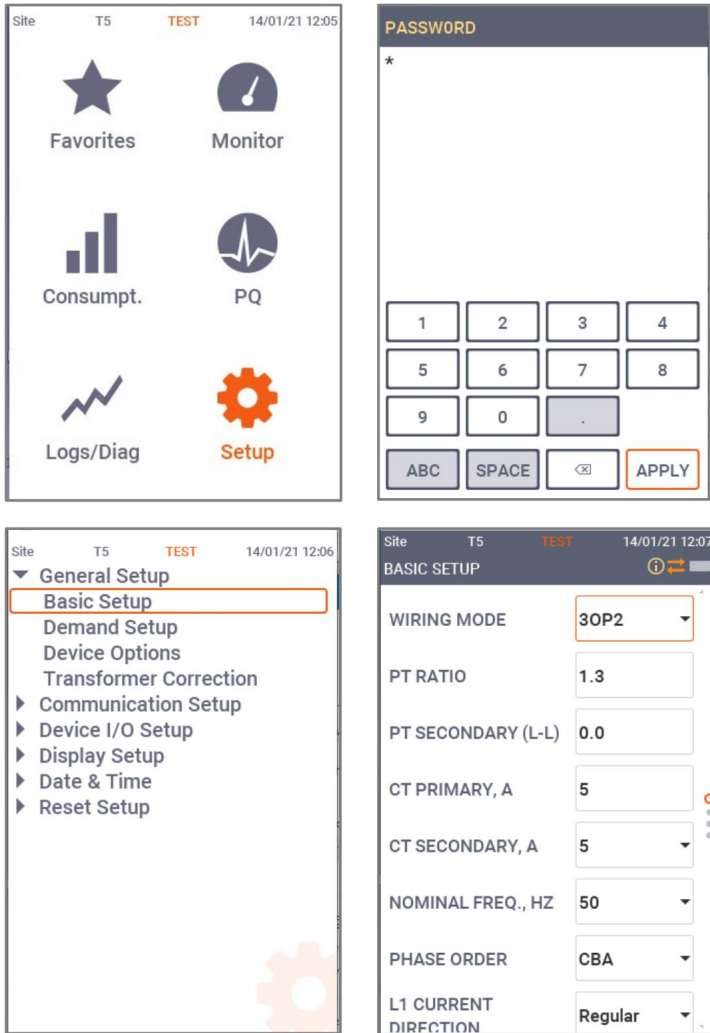 Site T5 TEST 14/01/21 12:05
Favorites Monitor
Consumpt. PQ
Logs/Diag Setup
PASSWORD
*
1 2 3 4
5 6 7 8
9 0 .
ABC SPACE APPLY
Site T5 TEST 14/01/21 12:06
General Setup
Basic Setup
Demand Setup
Device Options
Transformer Correction
Communication Setup
Device I/O Setup
Display Setup
Date & Time
Reset Setup
Site T5 TEST 14/01/21 12:07
BASIC SETUP
WIRING MODE 3OP2
PT RATIO 1.3
PT SECONDARY (L-L) 0.0
CT PRIMARY, A 5
CT SECONDARY, A 5
NOMINAL FREQ., HZ 50
PHASE ORDER CBA
L1 CURRENT
DIRECTION Regular